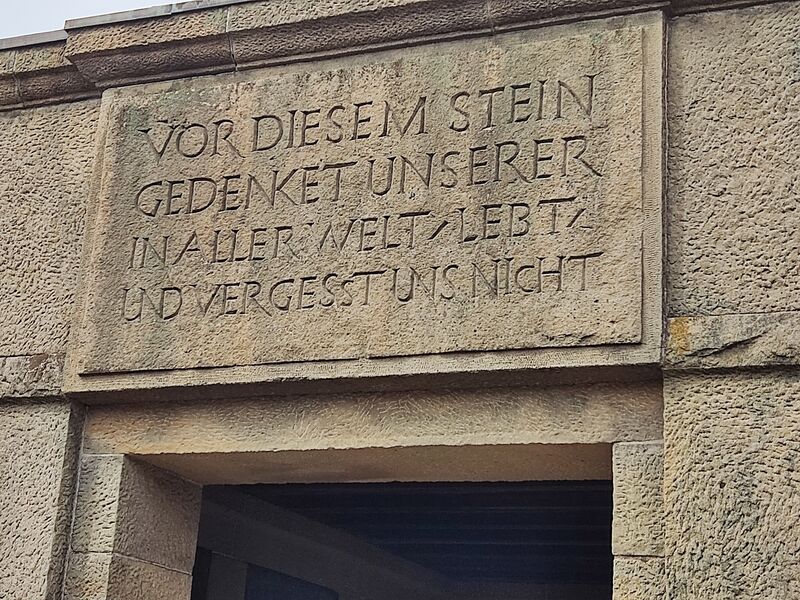 VOR DIESEM STEIN
GEDENKET UNSERER
IN ALLER WELT / LEBT /
UND VERGESST UNS NICHT